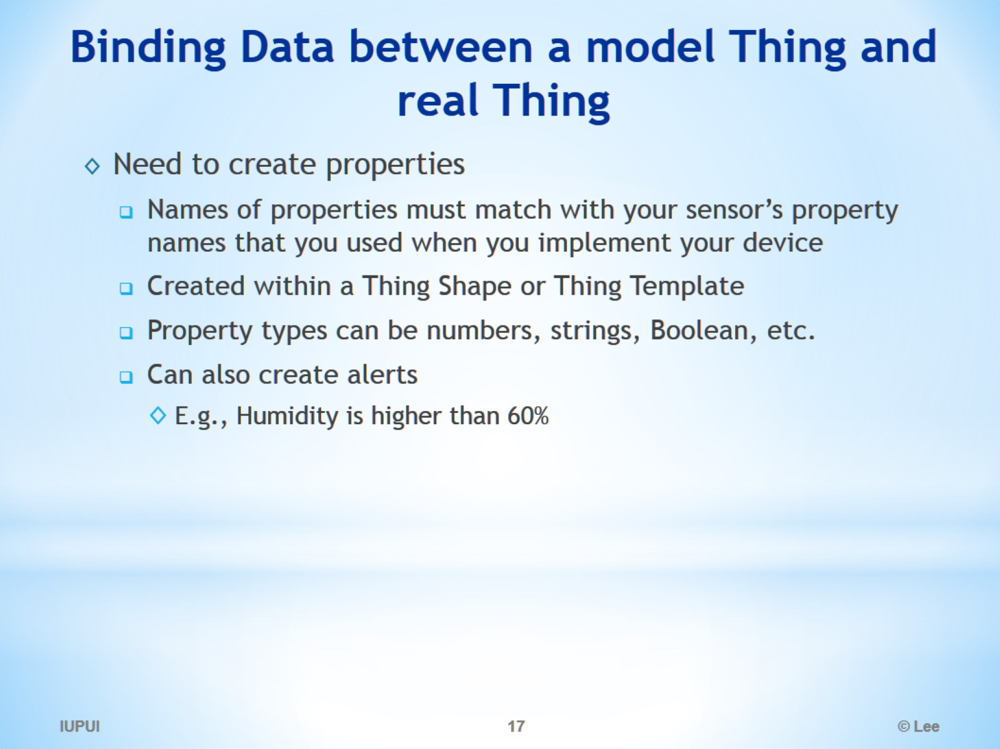 Binding Data between a model Thing and
real Thing
Need to create properties
Names of properties must match with your sensor’s property
names that you used when you implement your device
Created within a Thing Shape or Thing Template
Property types can be numbers, strings, Boolean, etc.
Can also create alerts
E.g., Humidity is higher than 60%
IUPUI
17
© Lee